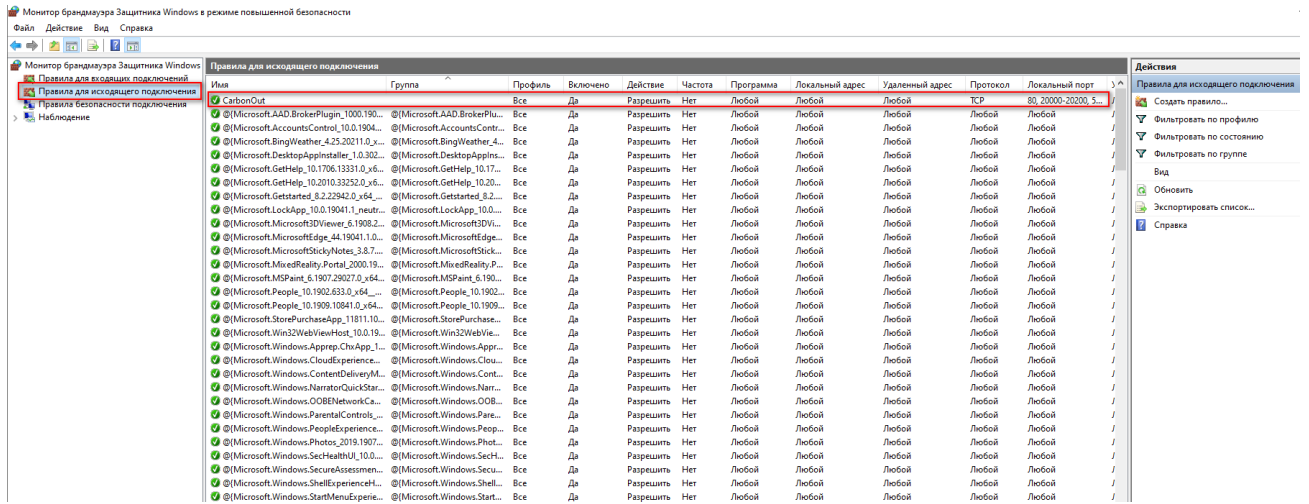 Монитор брандмауэра Защитника Windows в режиме повышенной безопасности
Файл Действие Вид Справка
Монитор брандмауэра Защитника Windows
Правила для входящих подключений
Правила для исходящего подключения
Правила безопасности подключения
Наблюдение
Правила для исходящего подключения
Имя Группа Профиль Включено Действие Частота Программа Локальный адрес Удаленный адрес Протокол Локальный порт
CarbonOut Все Да Разрешить Нет Любой Любой Любой TCP 80, 20000-20200, 5...
@{Microsoft.AAD.BrokerPlugin_1000.190... @{Microsoft.AAD.BrokerPlu... Все Да Разрешить Нет Любой Любой Любой Любой Любой
@{Microsoft.AccountsControl_10.0.1904... @{Microsoft.AccountsContr... Все Да Разрешить Нет Любой Любой Любой Любой Любой
@{Microsoft.BingWeather_4.25.20211.0_x... @{Microsoft.BingWeather_4... Все Да Разрешить Нет Любой Любой Любой Любой Любой
@{Microsoft.DesktopAppInstaller_1.0.302... @{Microsoft.DesktopAppIns... Все Да Разрешить Нет Любой Любой Любой Любой Любой
@{Microsoft.GetHelp_10.1706.13331.0_x6... @{Microsoft.GetHelp_10.17... Все Да Разрешить Нет Любой Любой Любой Любой Любой
@{Microsoft.GetHelp_10.2010.33252.0_x6... @{Microsoft.GetHelp_10.20... Все Да Разрешить Нет Любой Любой Любой Любой Любой
@{Microsoft.Getstarted_8.2.22942.0_x64_... @{Microsoft.Getstarted_8.2.... Все Да Разрешить Нет Любой Любой Любой Любой Любой
@{Microsoft.LockApp_10.0.19041.1_neutr... @{Microsoft.LockApp_10.0.... Все Да Разрешить Нет Любой Любой Любой Любой Любой
@{Microsoft.Microsoft3DViewer_6.1908.2... @{Microsoft.Microsoft3DVi... Все Да Разрешить Нет Любой Любой Любой Любой Любой
@{Microsoft.MicrosoftEdge_44.19041.1.0... @{Microsoft.MicrosoftEdge... Все Да Разрешить Нет Любой Любой Любой Любой Любой
@{Microsoft.MicrosoftStickyNotes_3.8.7.... @{Microsoft.MicrosoftStick... Все Да Разрешить Нет Любой Любой Любой Любой Любой
@{Microsoft.MixedReality.Portal_2000.19... @{Microsoft.MixedReality.P... Все Да Разрешить Нет Любой Любой Любой Любой Любой
@{Microsoft.MSPaint_6.1907.29027.0_x64... @{Microsoft.MSPaint_6.190... Все Да Разрешить Нет Любой Любой Любой Любой Любой
@{Microsoft.People_10.1902.633.0_x64__... @{Microsoft.People_10.1902... Все Да Разрешить Нет Любой Любой Любой Любой Любой
@{Microsoft.People_10.1909.10841.0_x64... @{Microsoft.People_10.1909... Все Да Разрешить Нет Любой Любой Любой Любой Любой
@{Microsoft.StorePurchaseApp_11811.10... @{Microsoft.StorePurchase... Все Да Разрешить Нет Любой Любой Любой Любой Любой
@{Microsoft.Win32WebViewHost_10.0.19... @{Microsoft.Win32WebVie... Все Да Разрешить Нет Любой Любой Любой Любой Любой
@{Microsoft.Windows.Apprep.ChxApp_1... @{Microsoft.Windows.Appr... Все Да Разрешить Нет Любой Любой Любой Любой Любой
@{Microsoft.Windows.CloudExperience... @{Microsoft.Windows.Clou... Все Да Разрешить Нет Любой Любой Любой Любой Любой
@{Microsoft.Windows.ContentDeliveryM... @{Microsoft.Windows.Cont... Все Да Разрешить Нет Любой Любой Любой Любой Любой
@{Microsoft.Windows.NarratorQuickStar... @{Microsoft.Windows.Narr... Все Да Разрешить Нет Любой Любой Любой Любой Любой
@{Microsoft.Windows.OOBENetworkCa... @{Microsoft.Windows.OOB... Все Да Разрешить Нет Любой Любой Любой Любой Любой
@{Microsoft.Windows.ParentalControls_... @{Microsoft.Windows.Pare... Все Да Разрешить Нет Любой Любой Любой Любой Любой
@{Microsoft.Windows.PeopleExperience... @{Microsoft.Windows.Peop... Все Да Разрешить Нет Любой Любой Любой Любой Любой
@{Microsoft.Windows.Photos_2019.1907... @{Microsoft.Windows.Phot... Все Да Разрешить Нет Любой Любой Любой Любой Любой
@{Microsoft.Windows.SecHealthUI_10.0.... @{Microsoft.Windows.SecH... Все Да Разрешить Нет Любой Любой Любой Любой Любой
@{Microsoft.Windows.SecureAssessmen... @{Microsoft.Windows.Secu... Все Да Разрешить Нет Любой Любой Любой Любой Любой
@{Microsoft.Windows.ShellExperienceH... @{Microsoft.Windows.Shell... Все Да Разрешить Нет Любой Любой Любой Любой Любой
@{Microsoft.Windows.StartMenuExperie... @{Microsoft.Windows.Start... Все Да Разрешить Нет Любой Любой Любой Любой Любой
Действия
Правила для исходящего подключения
Создать правило...
Фильтровать по профилю
Фильтровать по состоянию
Фильтровать по группе
Вид
Обновить
Экспортировать список...
Справка